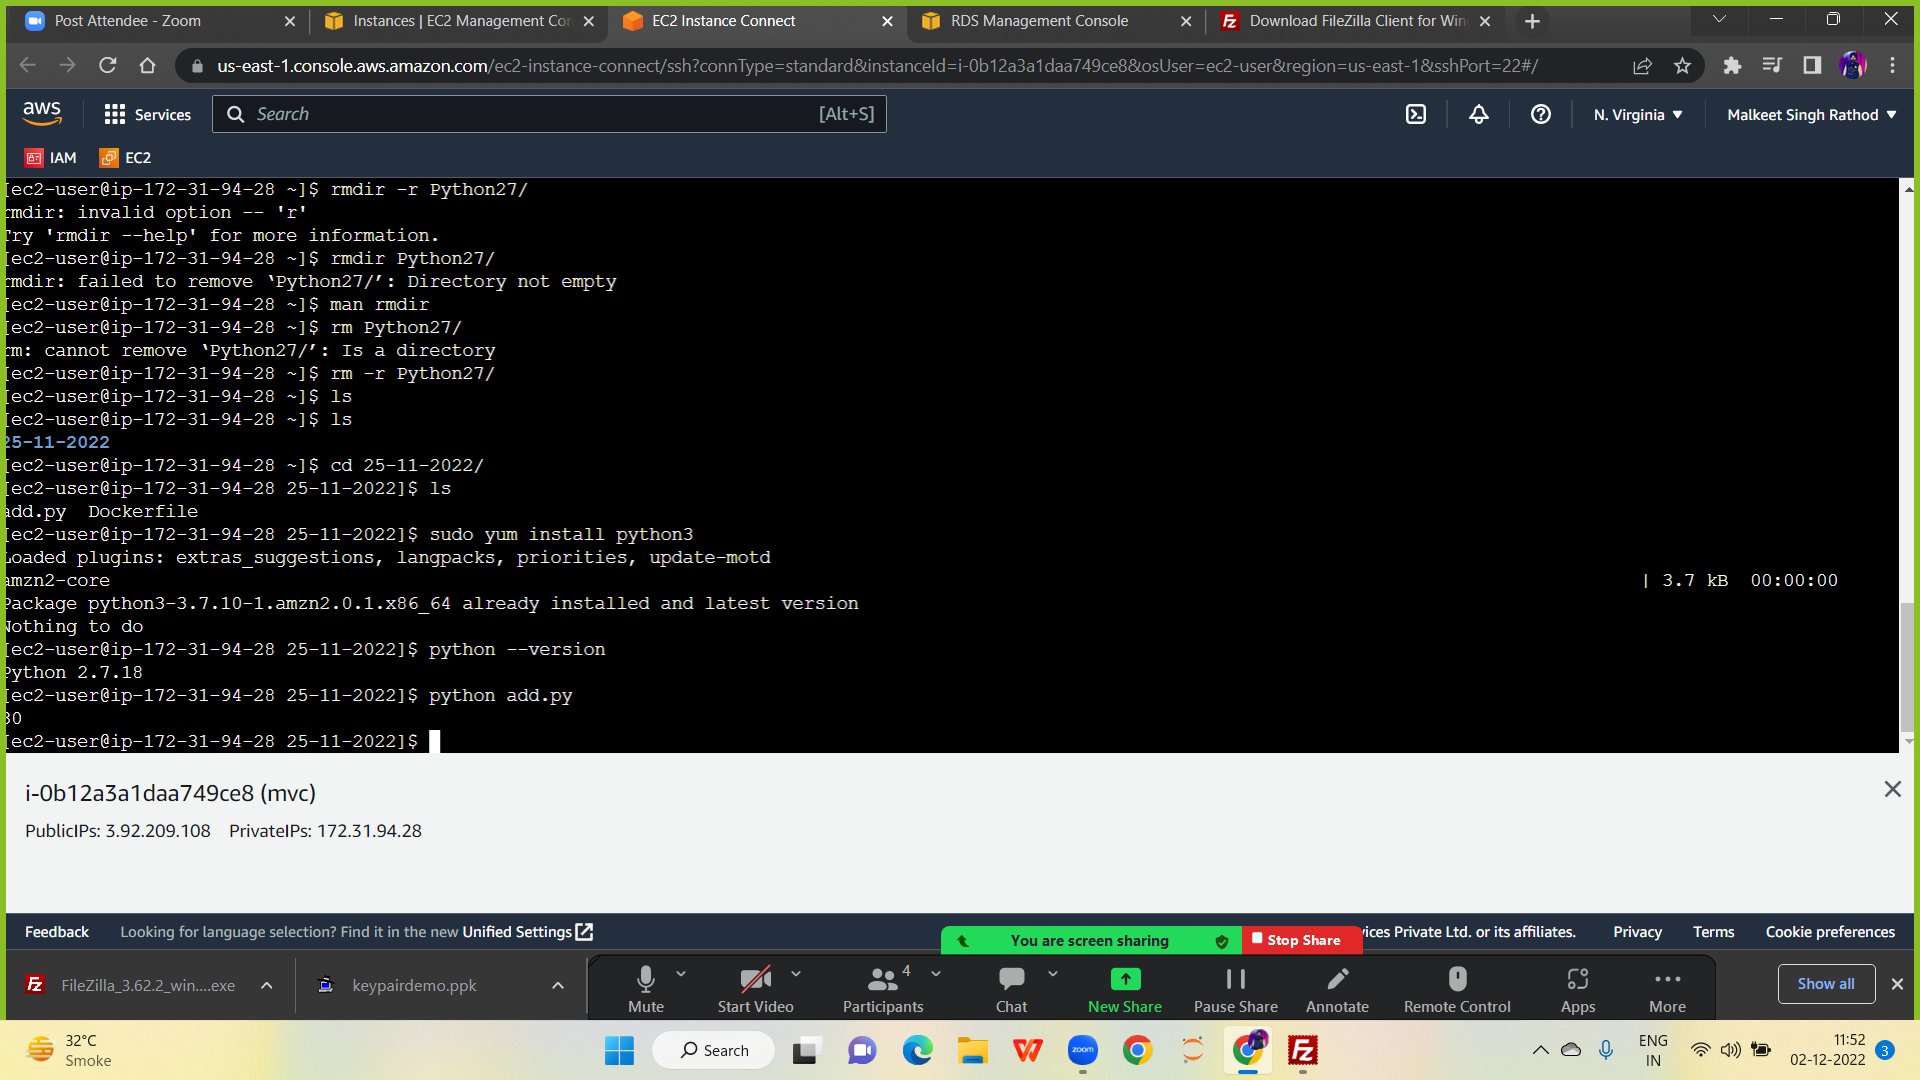 Post Attendee - Zoom
Instances | EC2 Management Con
EC2 Instance Connect
RDS Management Console
Download FileZilla Client for Win
us-east-1.console.aws.amazon.com/ec2-instance-connect/ssh?connType=standard&instanceId=i-0b12a3a1daa749ce8&osUser=ec2-user&region=us-east-1&sshPort=22#/
aws
Services
Search
[Alt+S]
N. Virginia
Malkeet Singh Rathod
IAM
EC2
[ec2-user@ip-172-31-94-28 ~]$ rmdir -r Python27/
rmdir: invalid option -- 'r'
Try 'rmdir --help' for more information.
[ec2-user@ip-172-31-94-28 ~]$ rmdir Python27/
rmdir: failed to remove ‘Python27/’: Directory not empty
[ec2-user@ip-172-31-94-28 ~]$ man rmdir
[ec2-user@ip-172-31-94-28 ~]$ rm Python27/
rm: cannot remove ‘Python27/’: Is a directory
[ec2-user@ip-172-31-94-28 ~]$ rm -r Python27/
[ec2-user@ip-172-31-94-28 ~]$ ls
[ec2-user@ip-172-31-94-28 ~]$ ls
25-11-2022
[ec2-user@ip-172-31-94-28 ~]$ cd 25-11-2022/
[ec2-user@ip-172-31-94-28 25-11-2022]$ ls
add.py  Dockerfile
[ec2-user@ip-172-31-94-28 25-11-2022]$ sudo yum install python3
Loaded plugins: extras_suggestions, langpacks, priorities, update-motd
amzn2-core | 3.7 kB  00:00:00
Package python3-3.7.10-1.amzn2.0.1.x86_64 already installed and latest version
Nothing to do
[ec2-user@ip-172-31-94-28 25-11-2022]$ python --version
Python 2.7.18
[ec2-user@ip-172-31-94-28 25-11-2022]$ python add.py
30
[ec2-user@ip-172-31-94-28 25-11-2022]$
i-0b12a3a1daa749ce8 (mvc)
PublicIPs: 3.92.209.108 PrivateIPs: 172.31.94.28
Feedback
Looking for language selection? Find it in the new Unified Settings
You are screen sharing
Stop Share
vices Private Ltd. or its affiliates.
Privacy
Terms
Cookie preferences
FileZilla_3.62.2_win....exe
keypairdemo.ppk
Mute
Start Video
4
Participants
Chat
New Share
Pause Share
Annotate
Remote Control
Apps
More
Show all
32°C
Smoke
Search
zoom
ENG
IN
11:52
02-12-2022
3